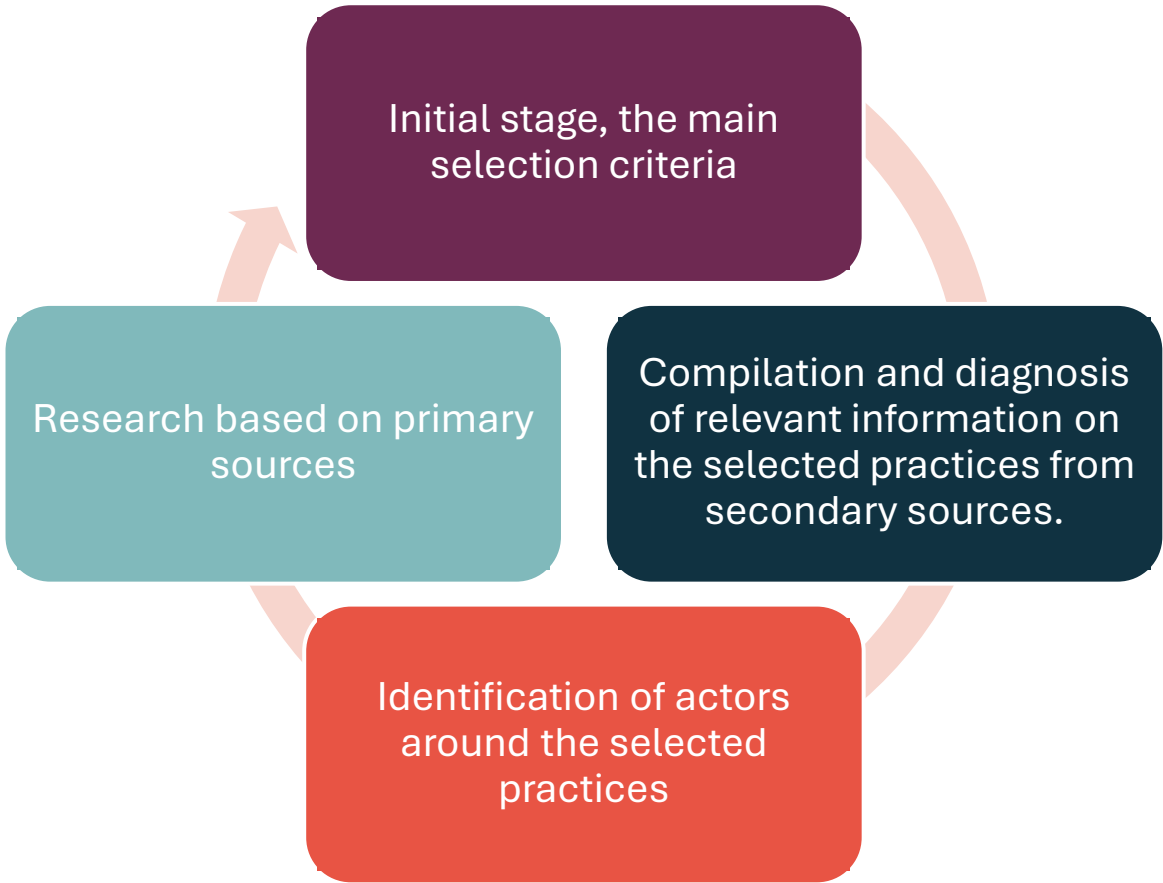 Initial stage, the main
selection criteria
Compilation and diagnosis
of relevant information on
the selected practices from
secondary sources.
Identification of actors
around the selected
practices
Research based on primary
sources